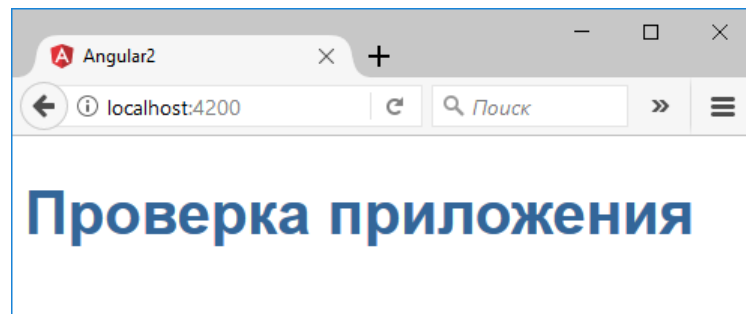 Angular2
localhost:4200
Поиск
Проверка приложения